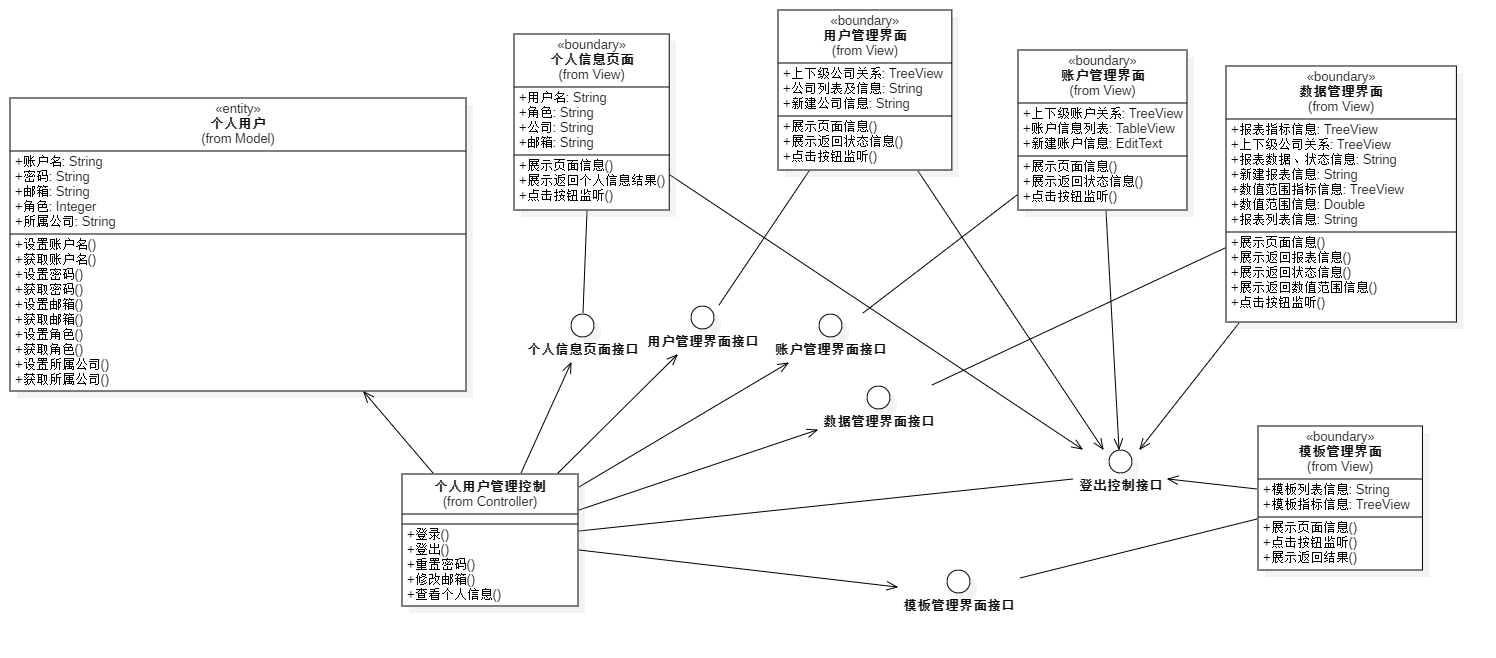 «entity»
个人用户
(from Model)
+账户名: String
+密码: String
+邮箱: String
+角色: Integer
+所属公司: String
+设置账户名()
+获取账户名()
+设置密码()
+获取密码()
+设置邮箱()
+获取邮箱()
+设置角色()
+获取角色()
+设置所属公司()
+获取所属公司()
«boundary»
个人信息页面
(from View)
+用户名: String
+角色: String
+公司: String
+邮箱: String
+展示页面信息()
+展示返回个人信息结果()
+点击按钮监听()
«boundary»
用户管理界面
(from View)
+上下级公司关系: TreeView
+公司列表及信息: String
+新建公司信息: String
+展示页面信息()
+展示返回状态信息()
+点击按钮监听()
«boundary»
账户管理界面
(from View)
+上下级账户关系: TreeView
+账户信息列表: TableView
+新建账户信息: EditText
+展示页面信息()
+展示返回状态信息()
+点击按钮监听()
«boundary»
数据管理界面
(from View)
+报表指标信息: TreeView
+上下级公司关系: TreeView
+报表数据、状态信息: String
+新建报表信息: String
+数值范围指标信息: TreeView
+数值范围信息: Double
+报表列表信息: String
+展示页面信息()
+展示返回报表信息()
+展示返回状态信息()
+展示返回数值范围信息()
+点击按钮监听()
个人信息页面接口
用户管理界面接口
账户管理界面接口
数据管理界面接口
登出控制接口
模板管理界面接口
个人用户管理控制
(from Controller)
+登录()
+登出()
+重置密码()
+修改邮箱()
+查看个人信息()
«boundary»
模板管理界面
(from View)
+模板列表信息: String
+模板指标信息: TreeView
+展示页面信息()
+点击按钮监听()
+展示返回结果()